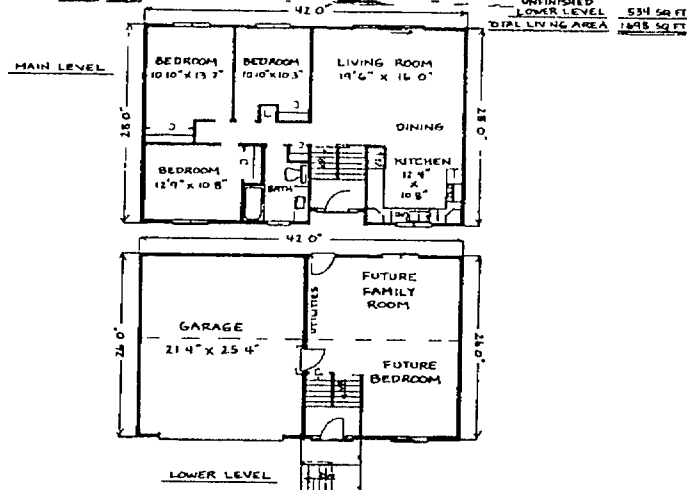 UNFINISHED
LOWER LEVEL 534 SQ FT
TOTAL LIVING AREA 1698 SQ FT
42'0"
MAIN LEVEL
BEDROOM
10'10" X 13'7"
BEDROOM
10'10" X 10'3"
LIVING ROOM
19'6" X 16'0"
28'0"
28'0"
DINING
KITCHEN
12'4"
X
10'8"
BEDROOM
12'9" X 10'8"
BATH
42'0"
FUTURE
FAMILY
ROOM
UTILITIES
GARAGE
21'4" X 25'4"
26'0"
26'0"
FUTURE
BEDROOM
LOWER LEVEL